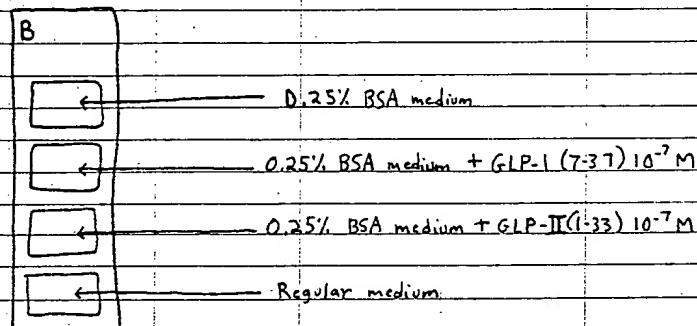 B
0.25% BSA medium
0.25% BSA medium + GLP-1 (7-37) 10⁻⁷ M
0.25% BSA medium + GLP-II (1-33) 10⁻⁷ M
Regular medium